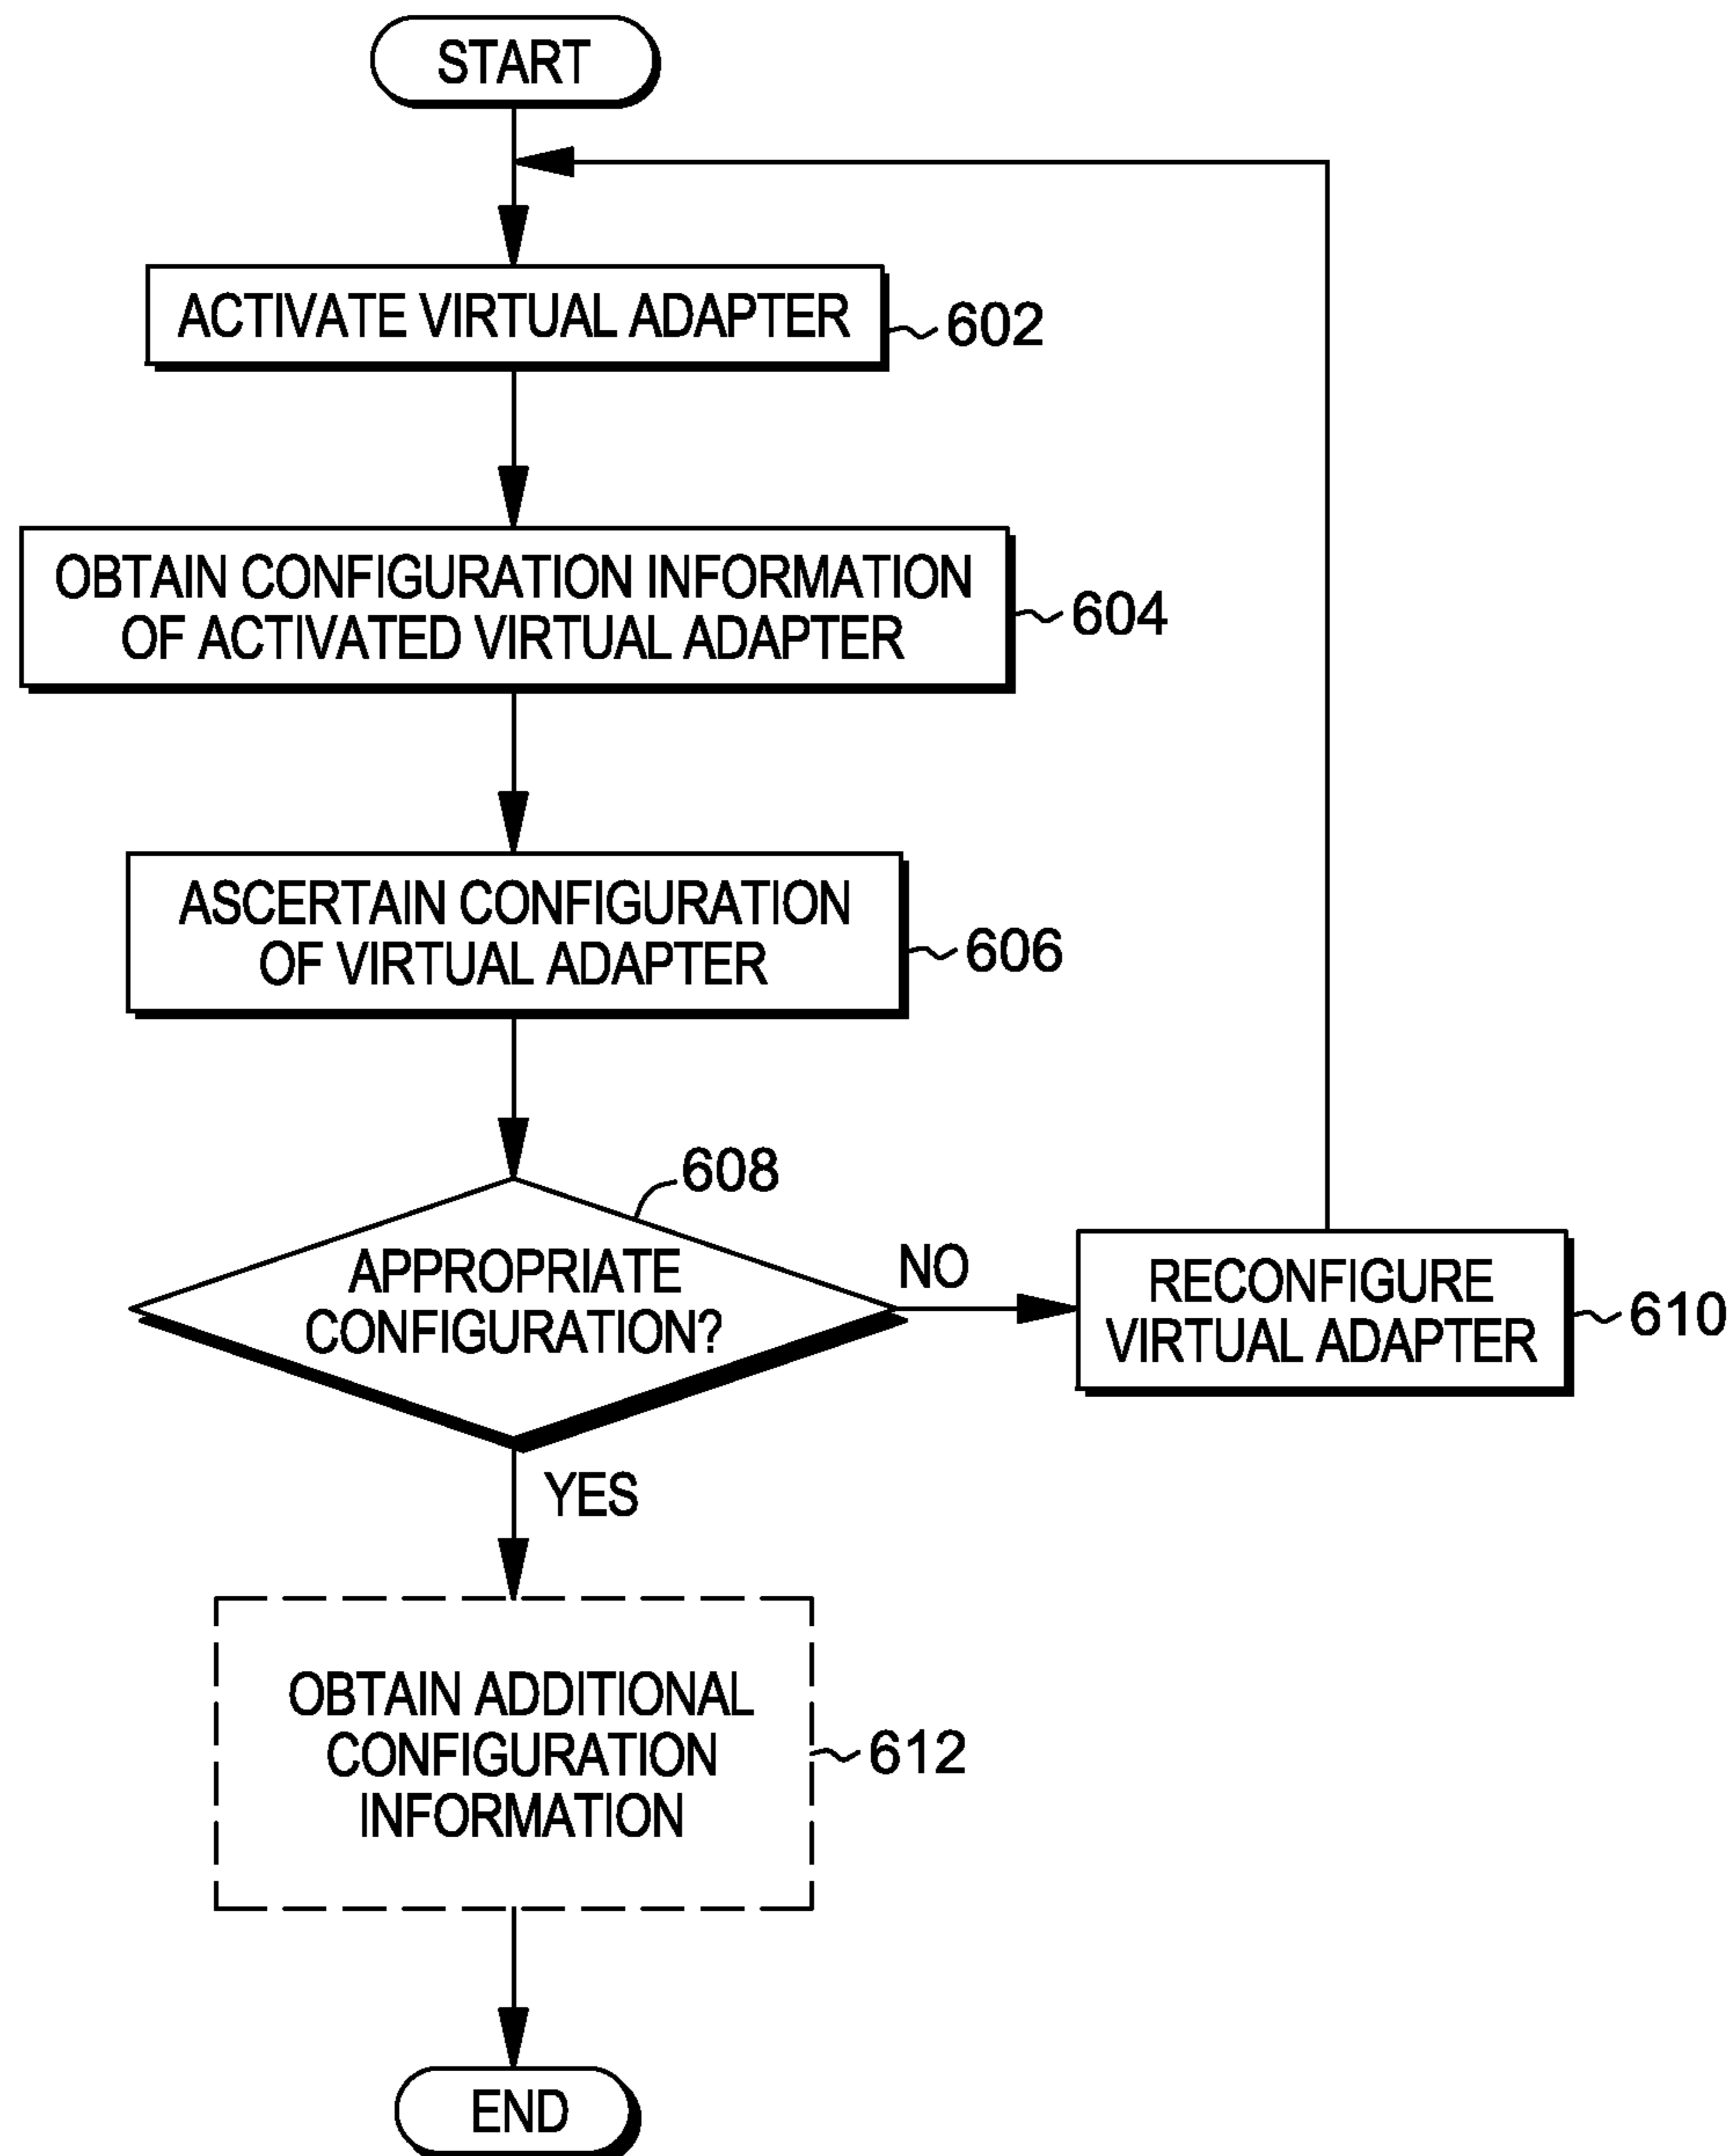 START
ACTIVATE VIRTUAL ADAPTER
602
OBTAIN CONFIGURATION INFORMATION
OF ACTIVATED VIRTUAL ADAPTER
604
ASCERTAIN CONFIGURATION
OF VIRTUAL ADAPTER
606
608
APPROPRIATE
CONFIGURATION?
NO
RECONFIGURE
VIRTUAL ADAPTER
610
YES
OBTAIN ADDITIONAL
CONFIGURATION
INFORMATION
612
END